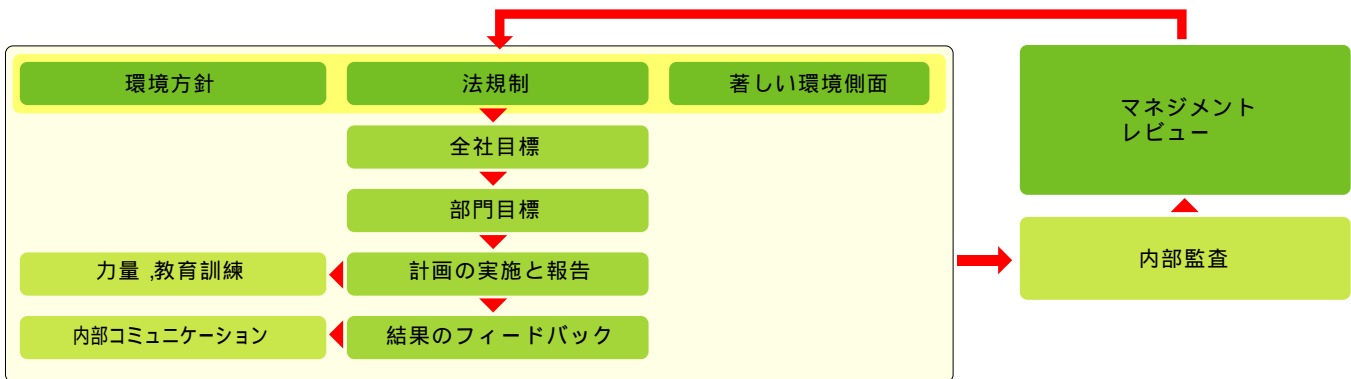 環境方針
法規制
著しい環境側面
マネジメント
レビュー
全社目標
部門目標
力量,教育訓練
計画の実施と報告
内部監査
内部コミュニケーション
結果のフィードバック